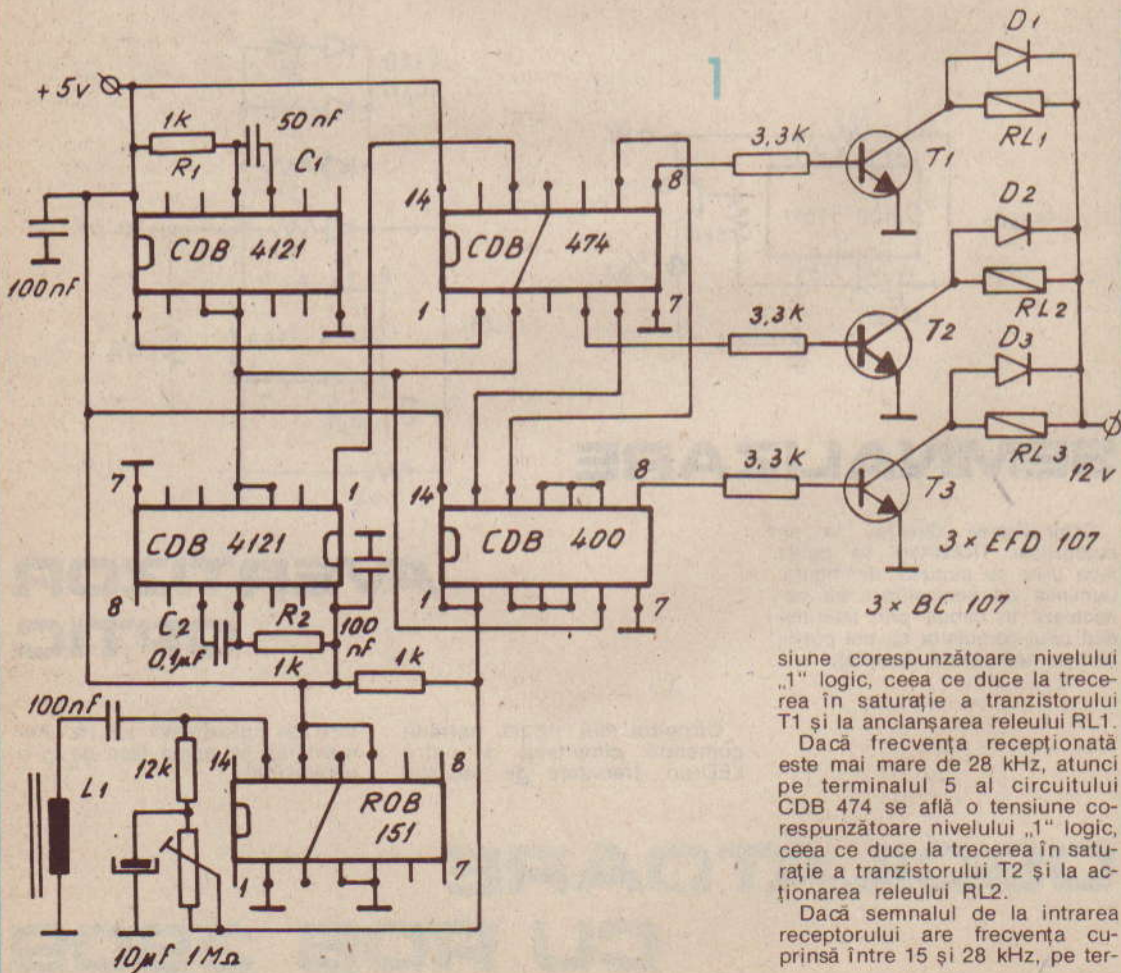 1
D1
+5v
1k
50nf
R1
C1
3,3k
T1
RL1
14
8
CDB 4121
CDB 474
D2
100nf
1
7
3,3k
T2
RL2
D3
7
1
14
8
3,3k
T3
RL3
12v
CDB 4121
CDB 400
3 × EFD 107
8
C2
R2
1
7
3 × BC 107
0,1µf
1k
100
nf
1k
100nf
L1
12k
14
8
ROB
151
1
7
10µf
1MΩ
siune corespunzătoare nivelului
„1" logic, ceea ce duce la trece-
rea în saturație a tranzistorului
T1 și la anclanșarea releului RL1.
Dacă frecvența recepționată
este mai mare de 28 kHz, atunci
pe terminalul 5 al circuitului
CDB 474 se află o tensiune co-
respunzătoare nivelului „1" logic,
ceea ce duce la trecerea în satu-
rație a tranzistorului T2 și la ac-
ționarea releului RL2.
Dacă semnalul de la intrarea
receptorului are frecvența cu-
prinsă între 15 și 28 kHz, pe ter-